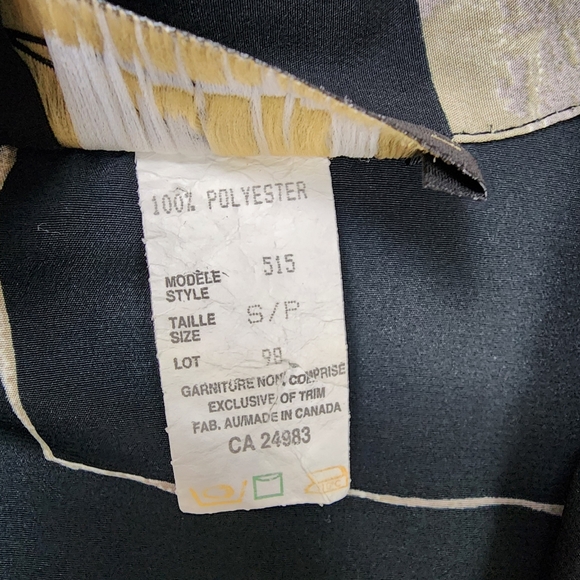 100% POLYESTER
MODÈLE 515
STYLE
TAILLE S/P
SIZE
LOT 98
GARNITURE NON COMPRISE
EXCLUSIVE OF TRIM
FAB. AU/MADE IN CANADA
CA 24983